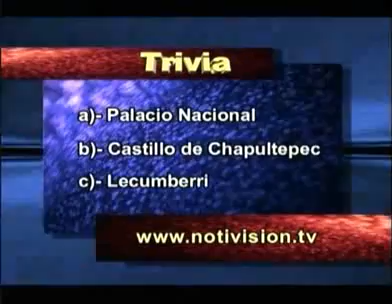 Trivia
a)- Palacio Nacional
b)- Castillo de Chapultepec
c)- Lecumberri
www.notivision.tv